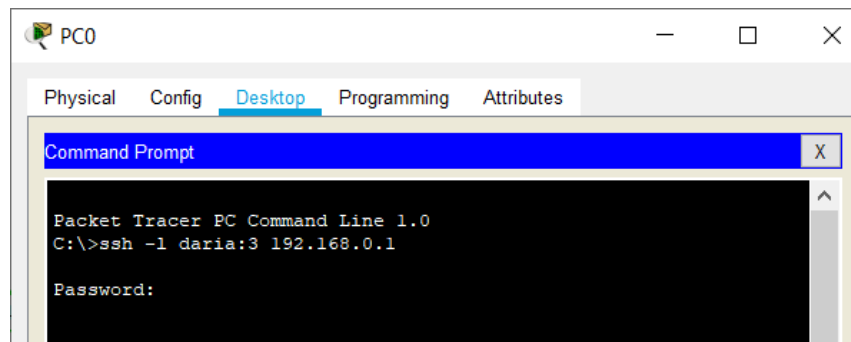 PC0
Physical Config Desktop Programming Attributes
Command Prompt
X
Packet Tracer PC Command Line 1.0
C:\>ssh -l daria:3 192.168.0.1
Password: